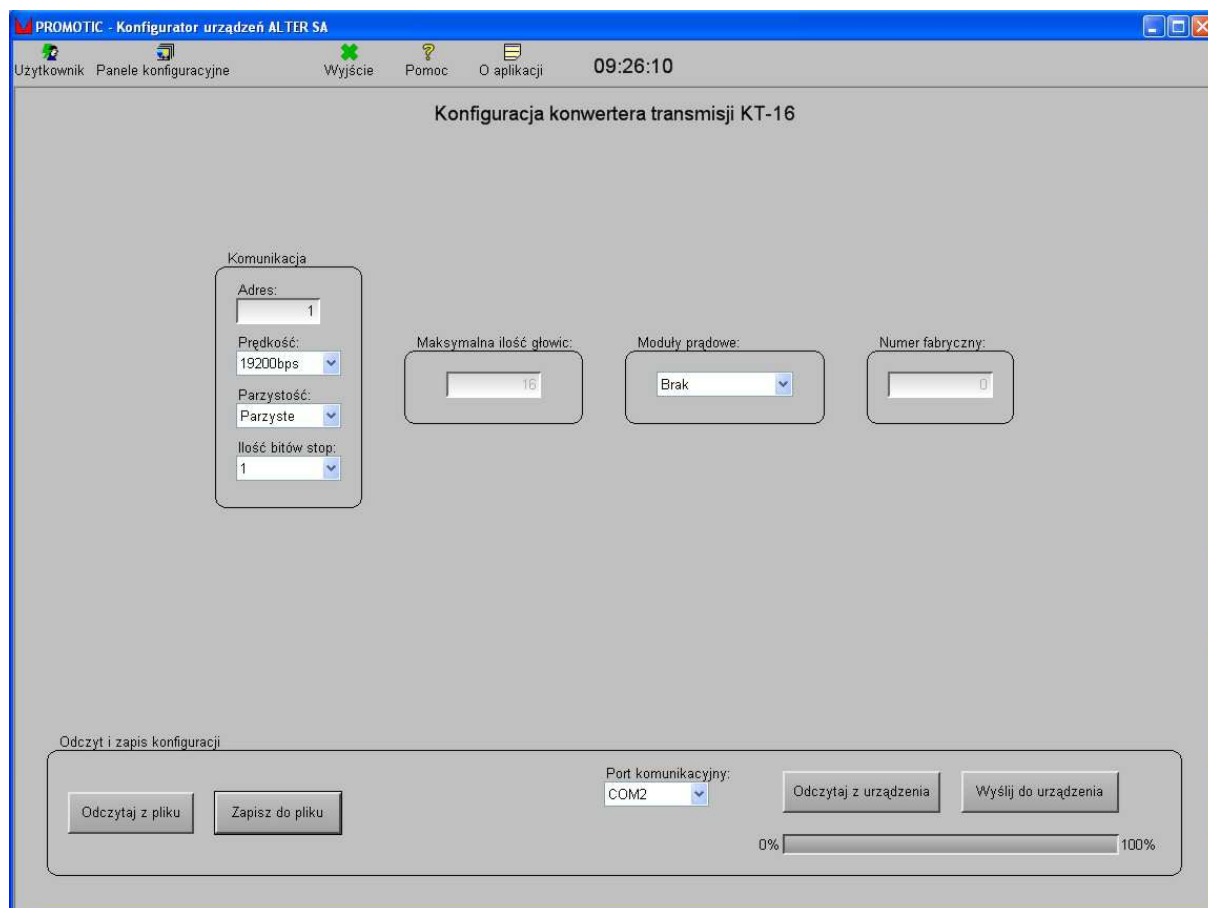 PROMOTIC - Konfigurator urządzeń ALTER SA
Użytkownik Panele konfiguracyjne Wyjście Pomoc O aplikacji 09:26:10
Konfiguracja konwertera transmisji KT-16
Komunikacja
Adres:
1
Prędkość:
19200bps
Parzystość:
Parzyste
Ilość bitów stop:
1
Maksymalna ilość głowic:
16
Moduły prądowe:
Brak
Numer fabryczny:
0
Odczyt i zapis konfiguracji
Odczytaj z pliku
Zapisz do pliku
Port komunikacyjny:
COM2
Odczytaj z urządzenia
Wyślij do urządzenia
0% 100%